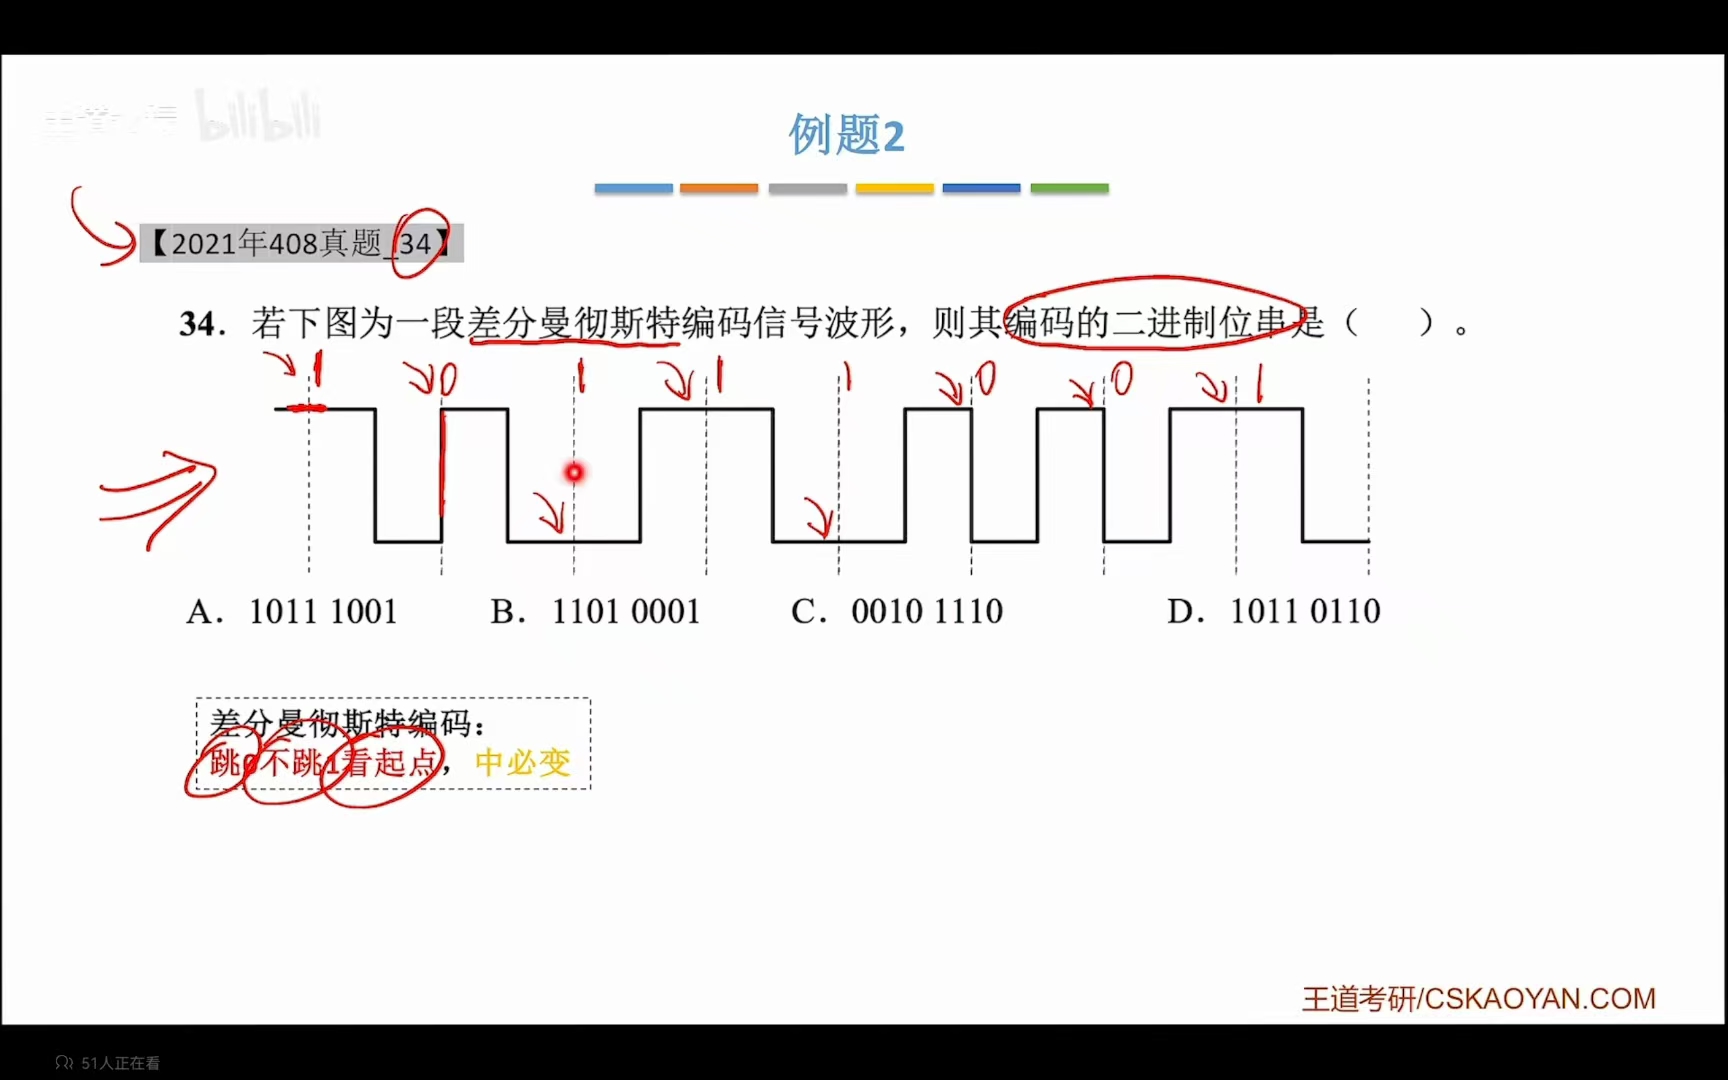 bilibili
例题2
【2021年408真题_34】
34. 若下图为一段差分曼彻斯特编码信号波形，则其编码的二进制位串是（　　）。
1 0 1 1 1 0 0 1
A. 1011 1001　B. 1101 0001　C. 0010 1110　D. 1011 0110
差分曼彻斯特编码：
跳0不跳1看起点，中必变
王道考研/CSKAOYAN.COM
51人正在看